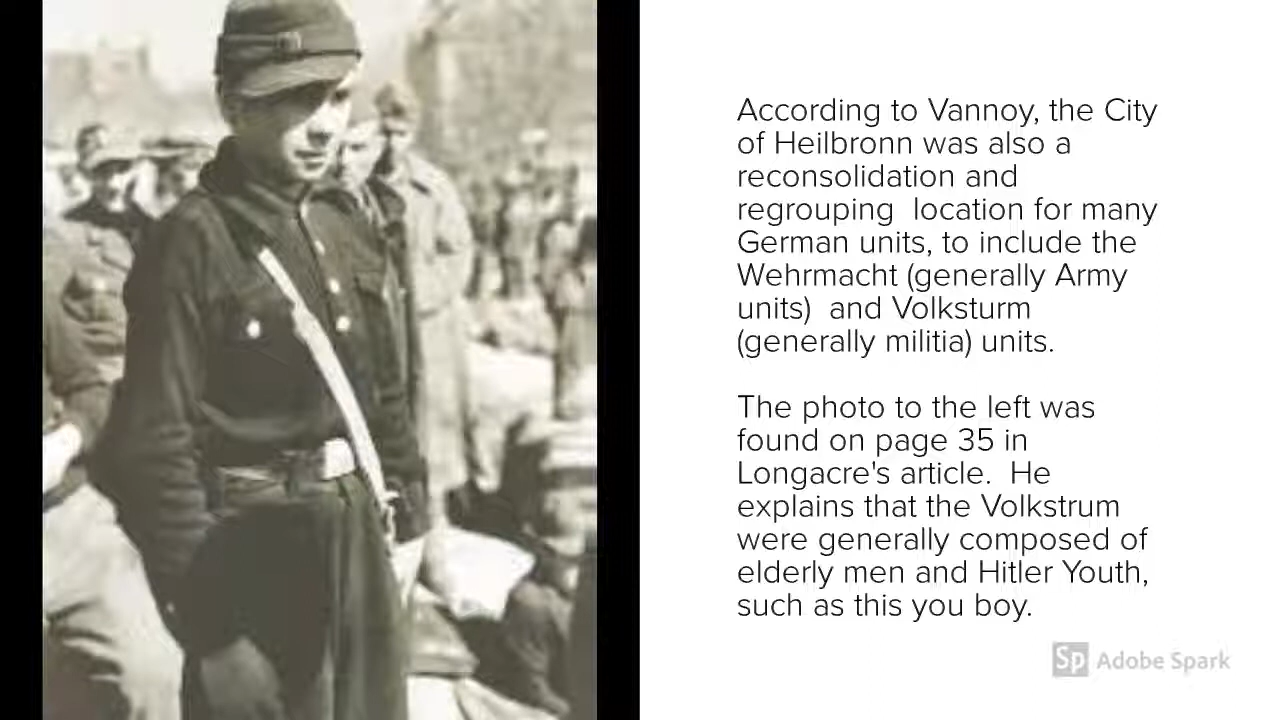 According to Vannoy, the City
of Heilbronn was also a
reconsolidation and
regrouping  location for many
German units, to include the
Wehrmacht (generally Army
units)  and Volksturm
(generally militia) units.
The photo to the left was
found on page 35 in
Longacre's article.  He
explains that the Volkstrum
were generally composed of
elderly men and Hitler Youth,
such as this you boy.
Sp Adobe Spark